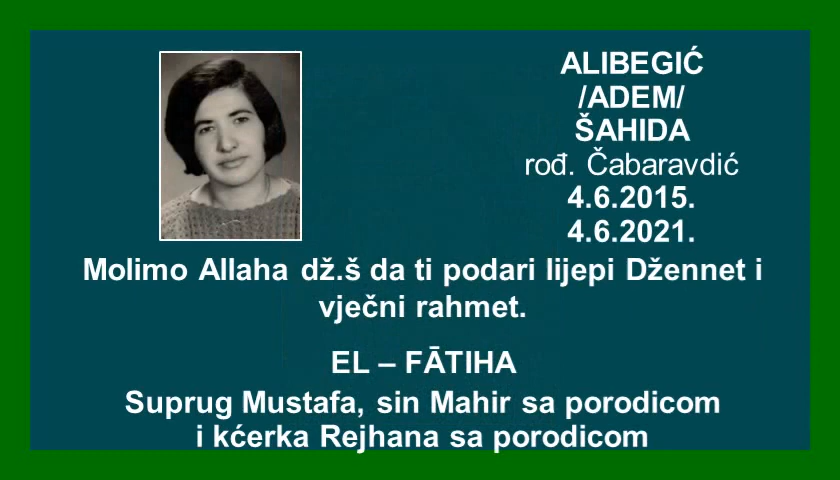 ALIBEGIĆ
/ADEM/
ŠAHIDA
rođ. Čabaravdić
4.6.2015.
4.6.2021.
Molimo Allaha dž.š da ti podari lijepi Džennet i
vječni rahmet.
EL – FĀTIHA
Suprug Mustafa, sin Mahir sa porodicom
i kćerka Rejhana sa porodicom